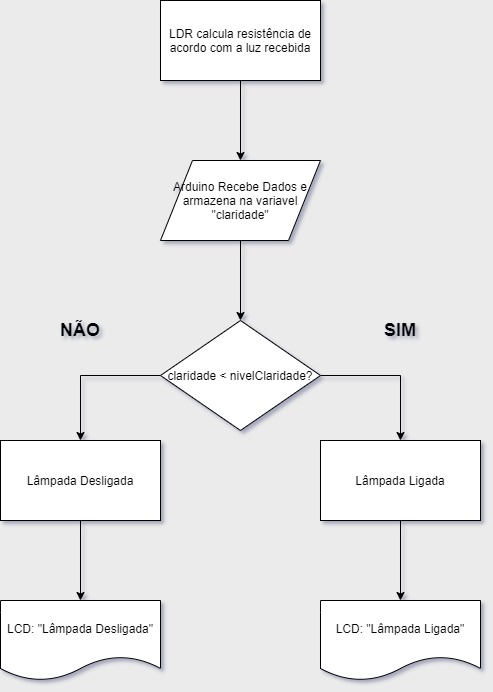 LDR calcula resistência de
acordo com a luz recebida
Arduino Recebe Dados e
armazena na variavel
"claridade"
NÃO
SIM
claridade < nivelClaridade?
Lâmpada Desligada
Lâmpada Ligada
LCD: "Lâmpada Desligada"
LCD: "Lâmpada Ligada"